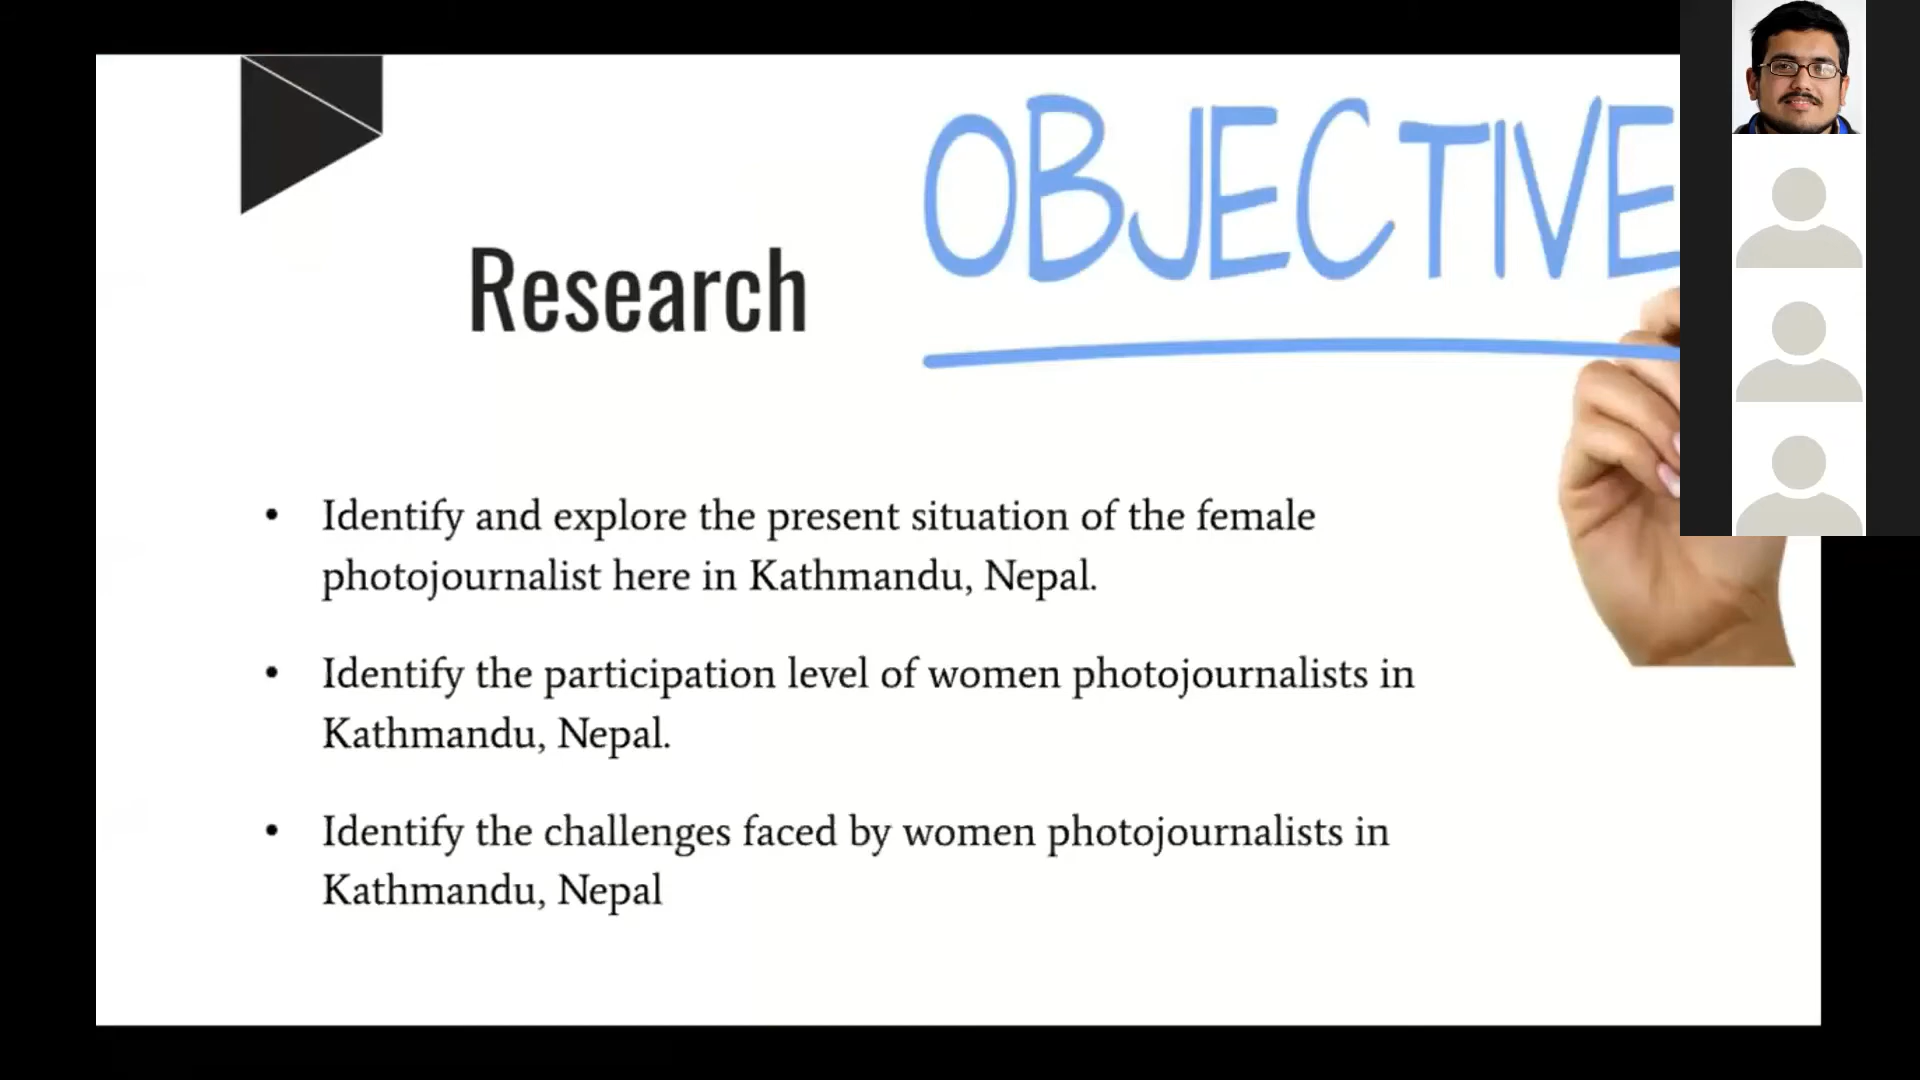 Research
OBJECTIVE
• Identify and explore the present situation of the female
photojournalist here in Kathmandu, Nepal.
• Identify the participation level of women photojournalists in
Kathmandu, Nepal.
• Identify the challenges faced by women photojournalists in
Kathmandu, Nepal